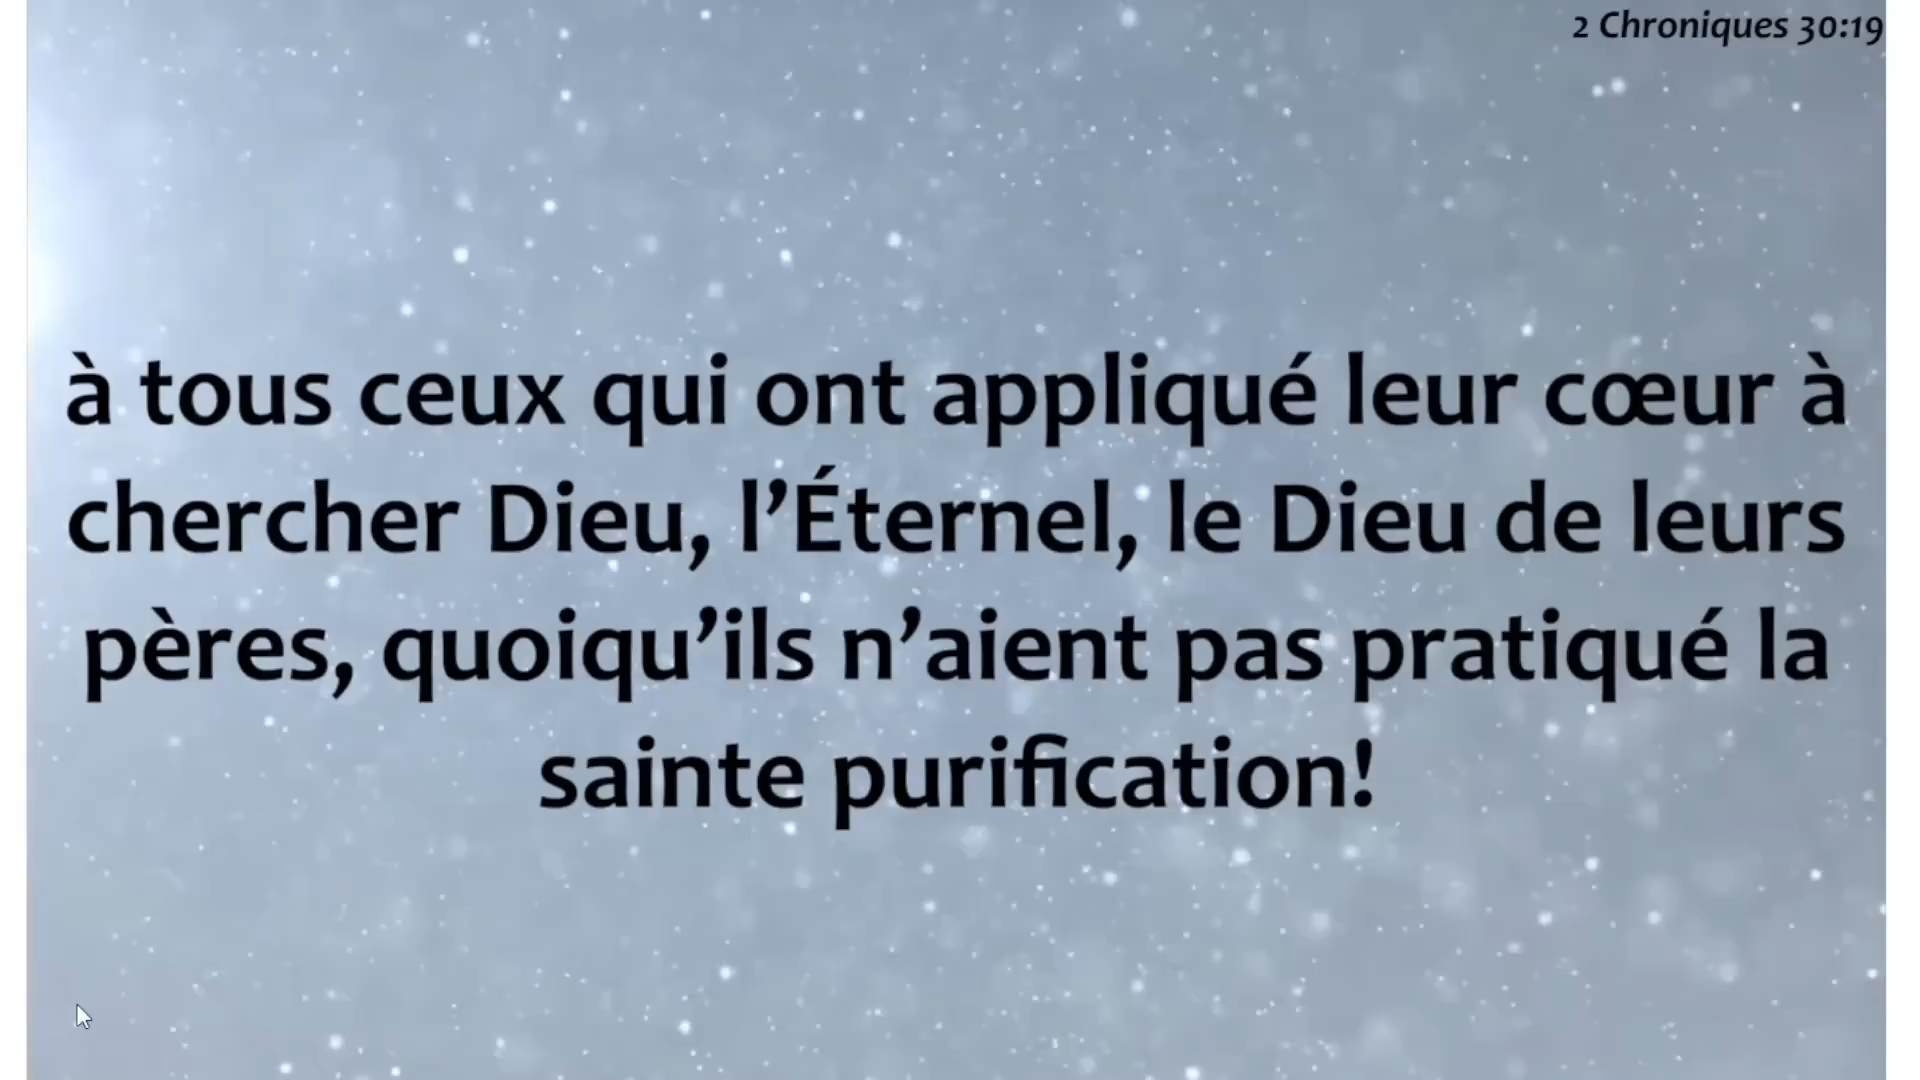 2 Chroniques 30:19
à tous ceux qui ont appliqué leur cœur à
chercher Dieu, l’Éternel, le Dieu de leurs
pères, quoiqu’ils n’aient pas pratiqué la
sainte purification!